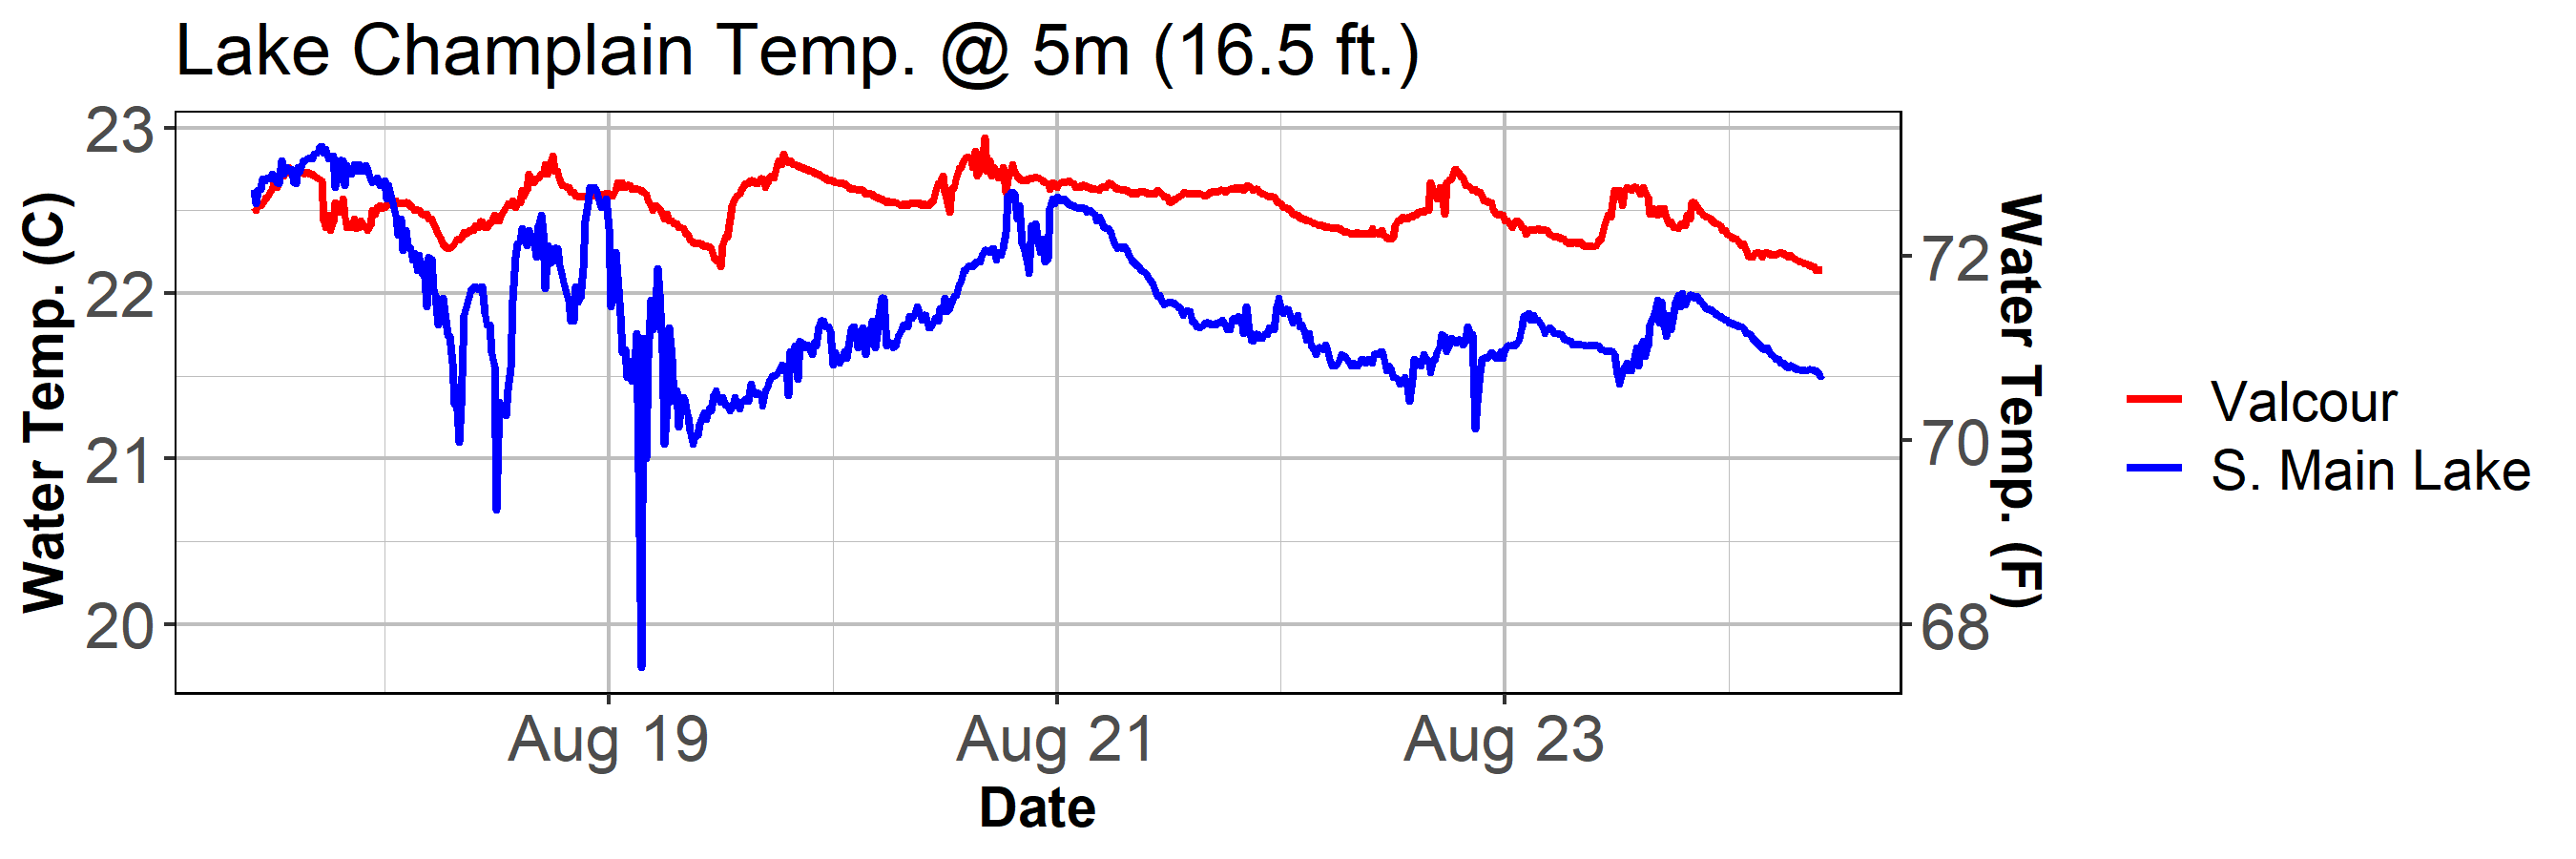 Lake Champlain Temp. @ 5m (16.5 ft.)
Water Temp. (C)
23
22
21
20
72
70
68
Water Temp. (F)
Aug 19 Aug 21 Aug 23
Date
Valcour
S. Main Lake